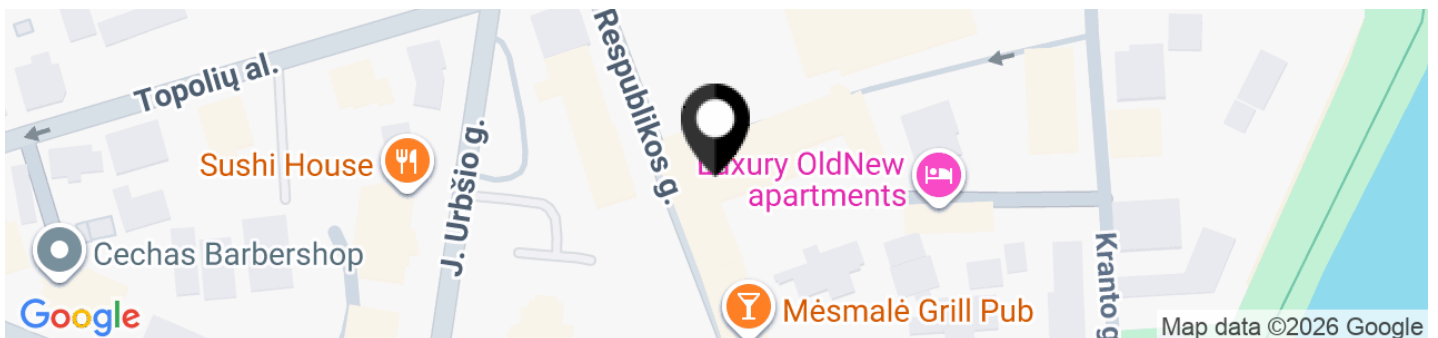 Topolių al.
Respublikos g.
Sushi House
J. Urbšio g.
Luxury OldNew
apartments
Cechas Barbershop
Kranto g
Mėsmalė Grill Pub
Google
Map data ©2026 Google